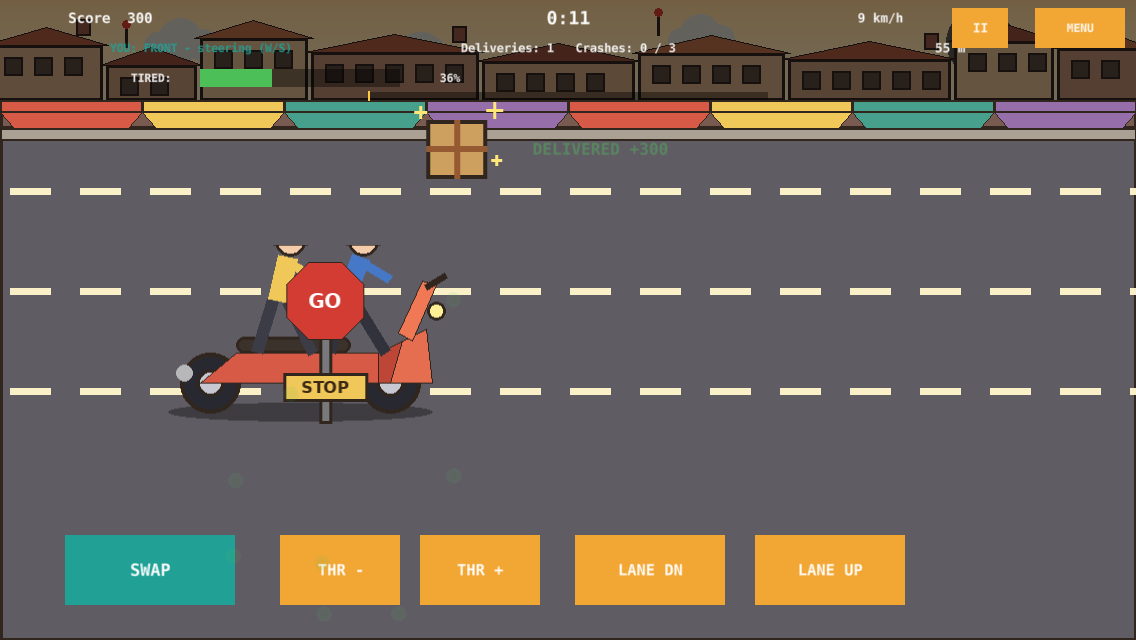 Score 300
0:11
9 km/h
II
MENU
YOU: FRONT - steering (W/S)
Deliveries: 1 Crashes: 0 / 3
55 m
TIRED:
36%
DELIVERED +300
GO
STOP
SWAP
THR -
THR +
LANE DN
LANE UP